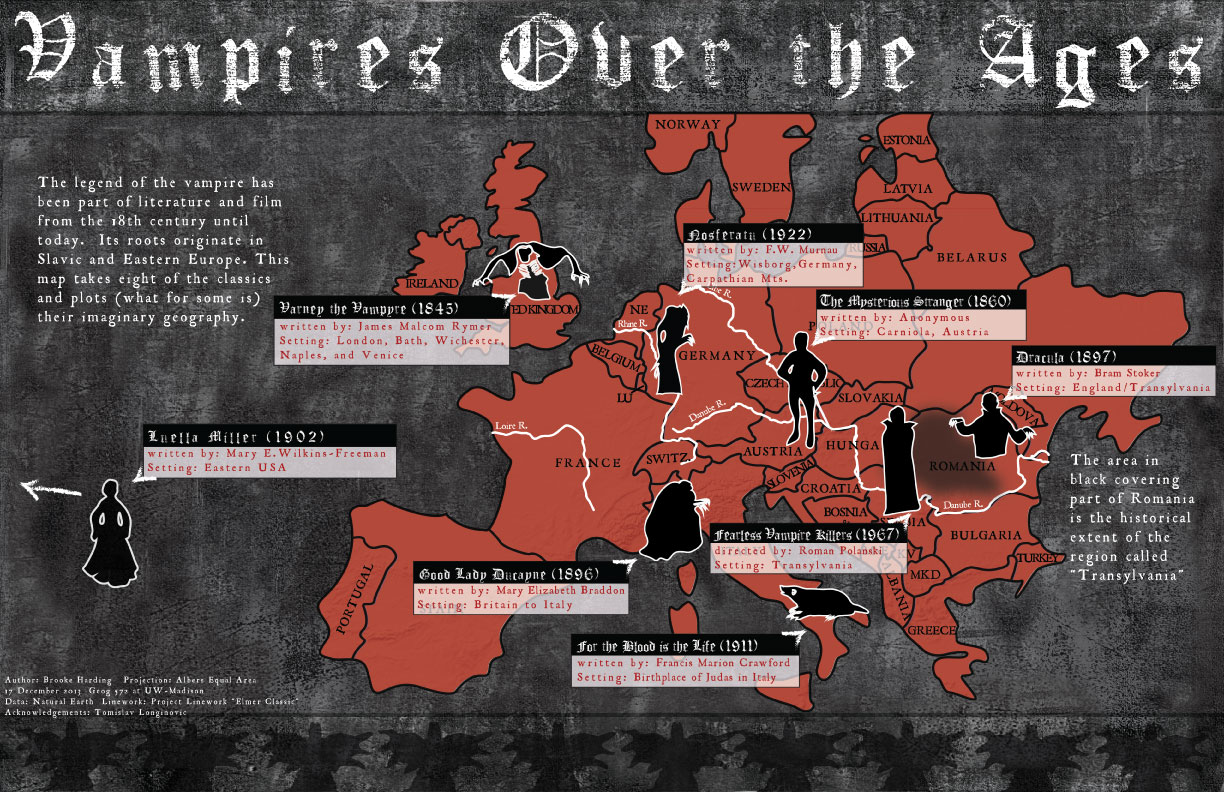 Vampires Over the Ages
The legend of the vampire has
been part of literature and film
from the 18th century until
today. Its roots originate in
Slavic and Eastern Europe. This
map takes eight of the classics
and plots (what for some is)
their imaginary geography.
NORWAY
SWEDEN
ESTONIA
LATVIA
LITHUANIA
RUSSIA
BELARUS
IRELAND
EDKINGDOM
Nosferatu (1922)
written by: F.W. Murnau
Setting:Wisborg,Germany,
Carpathian Mts.
Varney the Vampyre (1845)
written by: James Malcom Rymer
Setting: London, Bath, Wichester,
Naples, and Venice
The Mysterious Stranger (1860)
written by: Anonymous
Setting: Carniola, Austria
Dracula (1897)
written by: Bram Stoker
Setting: England/Transylvania
NE
Rhine R.
BELGIUM
LU
GERMANY
CZECH
LIC
SLOVAKIA
Danube R.
Loire R.
FRANCE
SWITZ
AUSTRIA
HUNGA
SLOVENIA
CROATIA
BOSNIA
ROMANIA
LDOVA
Danube R.
BULGARIA
TURKEY
MKD
ALBANIA
GREECE
PORTUGAL
Luella Miller (1902)
written by: Mary E.Wilkins-Freeman
Setting: Eastern USA
The area in
black covering
part of Romania
is the historical
extent of the
region called
"Transylvania"
Fearless Vampire Killers (1967)
directed by: Roman Polanski
Setting: Transylvania
Good Lady Ducayne (1896)
written by: Mary Elizabeth Braddon
Setting: Britain to Italy
For the Blood is the Life (1911)
written by: Francis Marion Crawford
Setting: Birthplace of Judas in Italy
Author: Brooke Harding Projection: Albers Equal Area
17 December 2013 Geog 572 at UW-Madison
Data: Natural Earth Linework: Project Linework "Elmer Classic"
Acknowledgements: Tomislav Longinovic